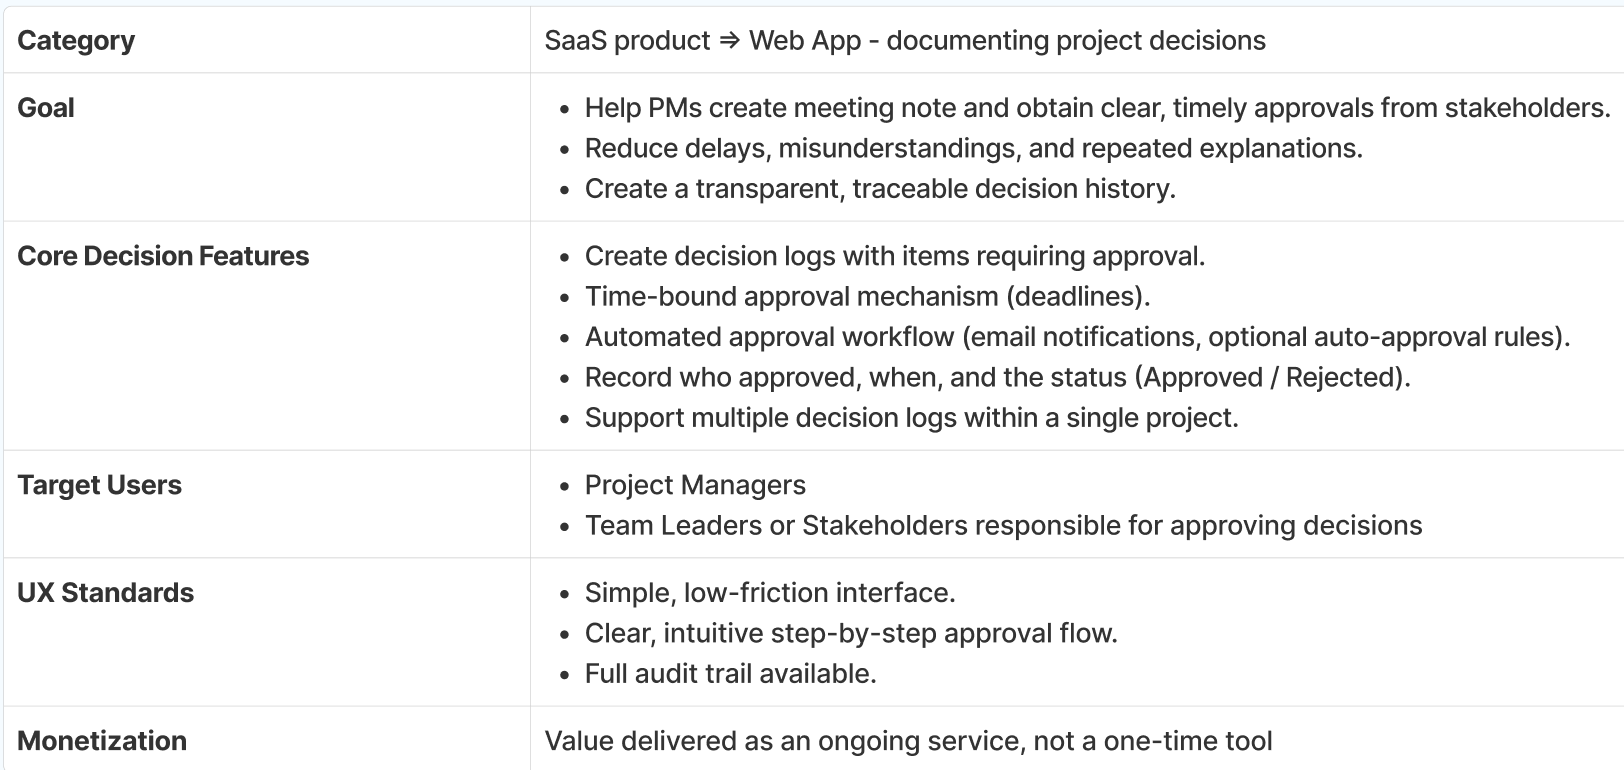 Category
SaaS product ⇒ Web App - documenting project decisions
Goal
• Help PMs create meeting note and obtain clear, timely approvals from stakeholders.
• Reduce delays, misunderstandings, and repeated explanations.
• Create a transparent, traceable decision history.
Core Decision Features
• Create decision logs with items requiring approval.
• Time-bound approval mechanism (deadlines).
• Automated approval workflow (email notifications, optional auto-approval rules).
• Record who approved, when, and the status (Approved / Rejected).
• Support multiple decision logs within a single project.
Target Users
• Project Managers
• Team Leaders or Stakeholders responsible for approving decisions
UX Standards
• Simple, low-friction interface.
• Clear, intuitive step-by-step approval flow.
• Full audit trail available.
Monetization
Value delivered as an ongoing service, not a one-time tool